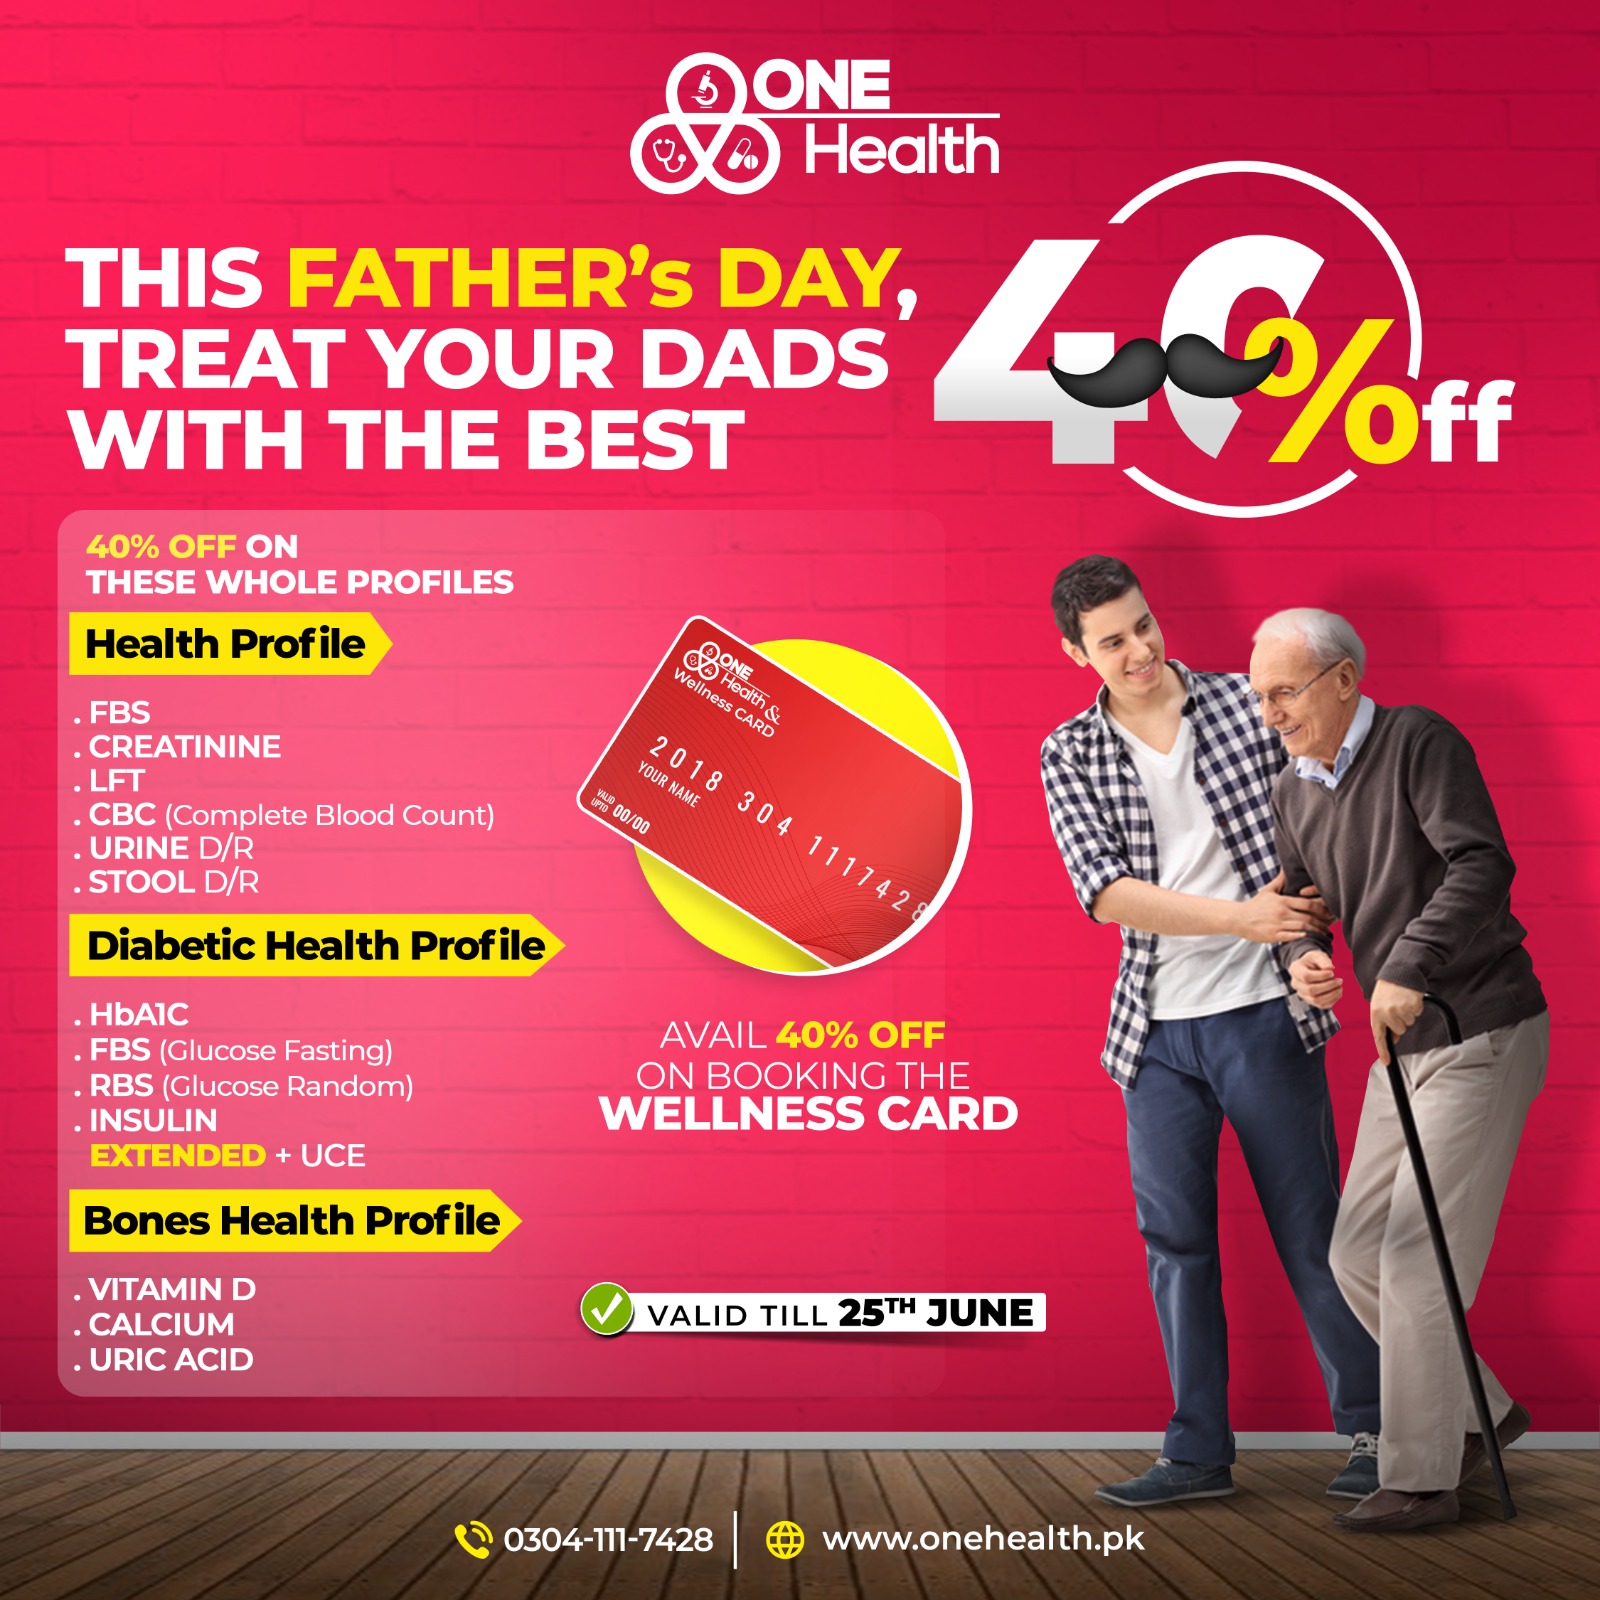 ONE
Health
THIS FATHER's DAY,
TREAT YOUR DADS
WITH THE BEST
40%off
40% OFF ON
THESE WHOLE PROFILES
Health Profile
. FBS
. CREATININE
. LFT
. CBC (Complete Blood Count)
. URINE D/R
. STOOL D/R
Diabetic Health Profile
. HbA1C
. FBS (Glucose Fasting)
. RBS (Glucose Random)
. INSULIN
EXTENDED + UCE
Bones Health Profile
. VITAMIN D
. CALCIUM
. URIC ACID
ONE
Health &
Wellness CARD
2018 304 1117428
YOUR NAME
VALID
UPTO 00/00
AVAIL 40% OFF
ON BOOKING THE
WELLNESS CARD
VALID TILL 25TH JUNE
0304-111-7428 | www.onehealth.pk